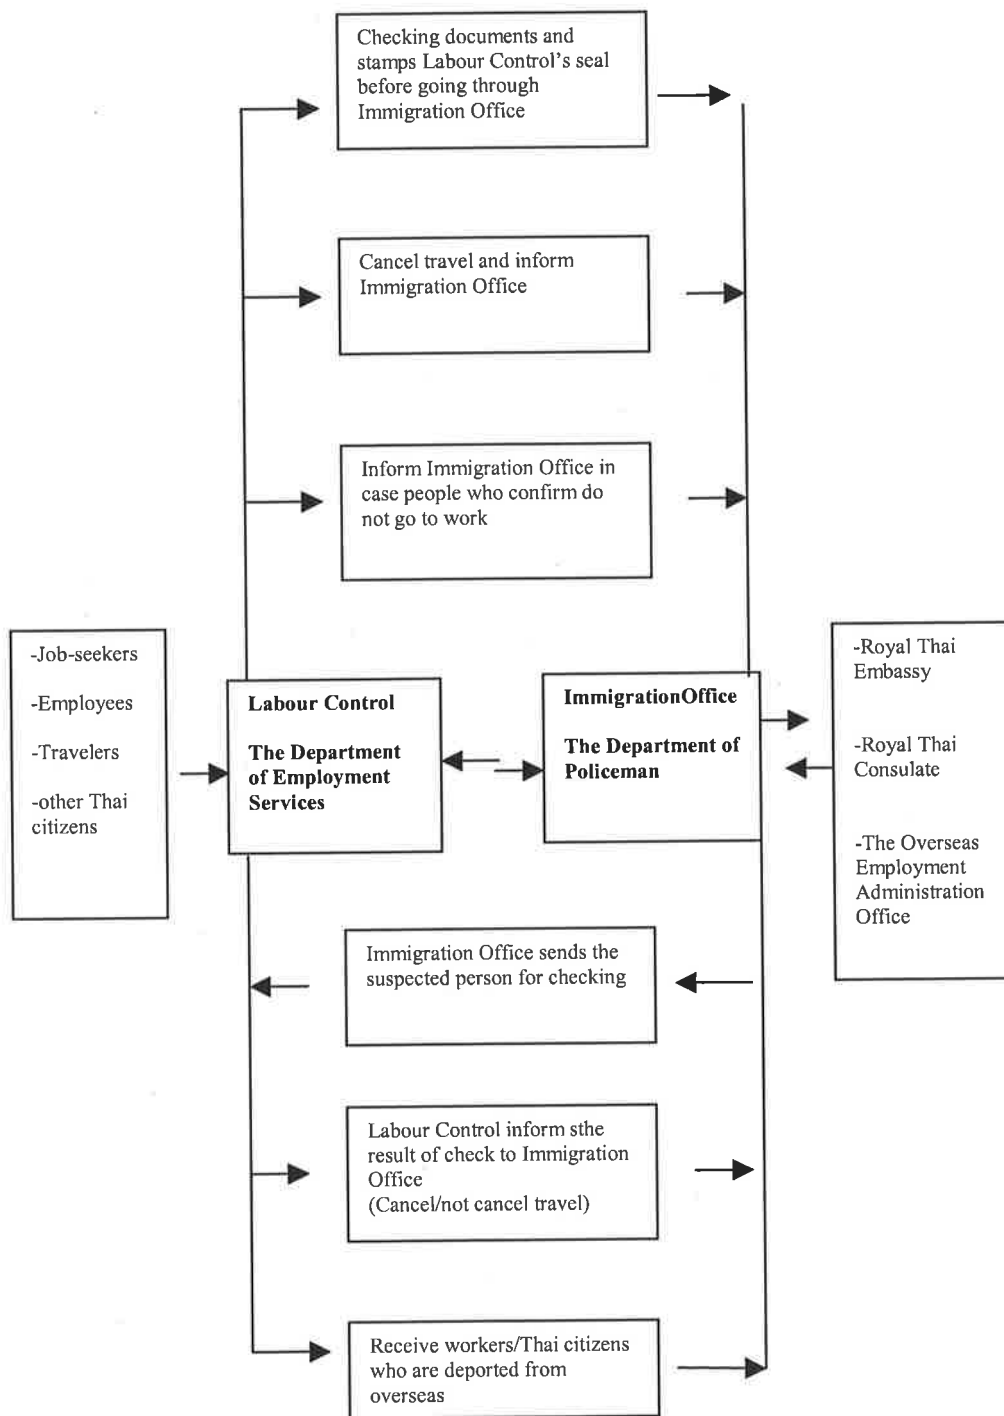 Checking documents and
stamps Labour Control's seal
before going through
Immigration Office
Cancel travel and inform
Immigration Office
Inform Immigration Office in
case people who confirm do
not go to work
-Job-seekers
-Employees
-Travelers
-other Thai
citizens
Labour Control
The Department
of Employment
Services
ImmigrationOffice
The Department of
Policeman
-Royal Thai
Embassy
-Royal Thai
Consulate
-The Overseas
Employment
Administration
Office
Immigration Office sends the
suspected person for checking
Labour Control inform sthe
result of check to Immigration
Office
(Cancel/not cancel travel)
Receive workers/Thai citizens
who are deported from
overseas